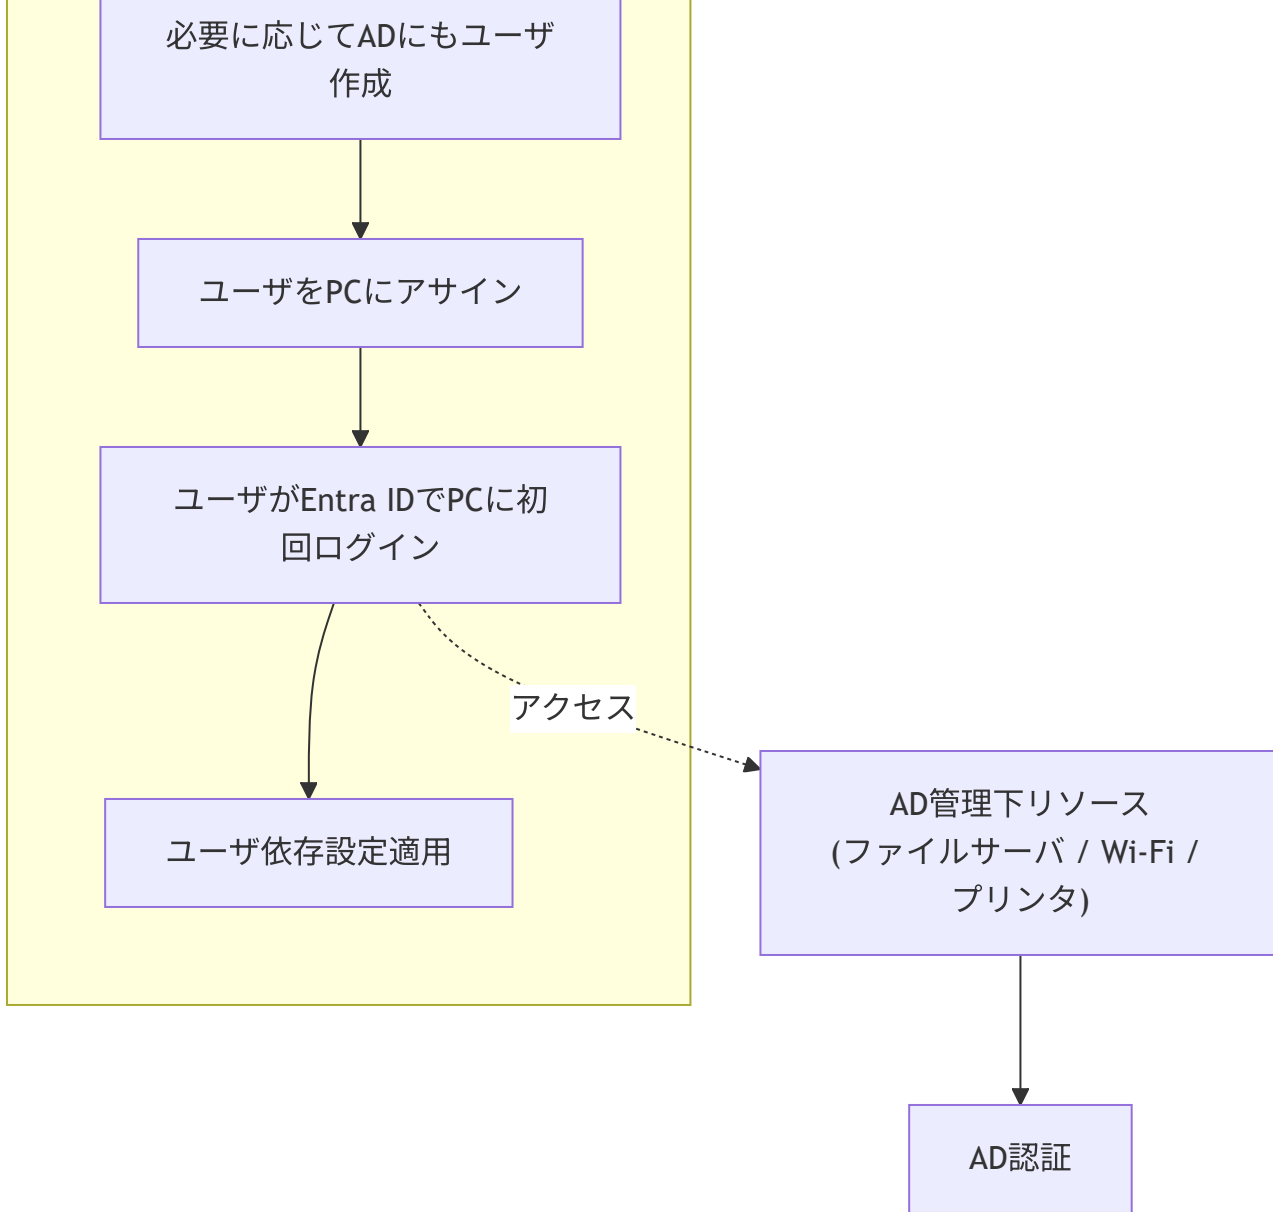 必要に応じてADにもユーザ
作成
ユーザをPCにアサイン
ユーザがEntra IDでPCに初
回ログイン
アクセス
AD管理下リソース
(ファイルサーバ / Wi-Fi /
プリンタ)
ユーザ依存設定適用
AD認証